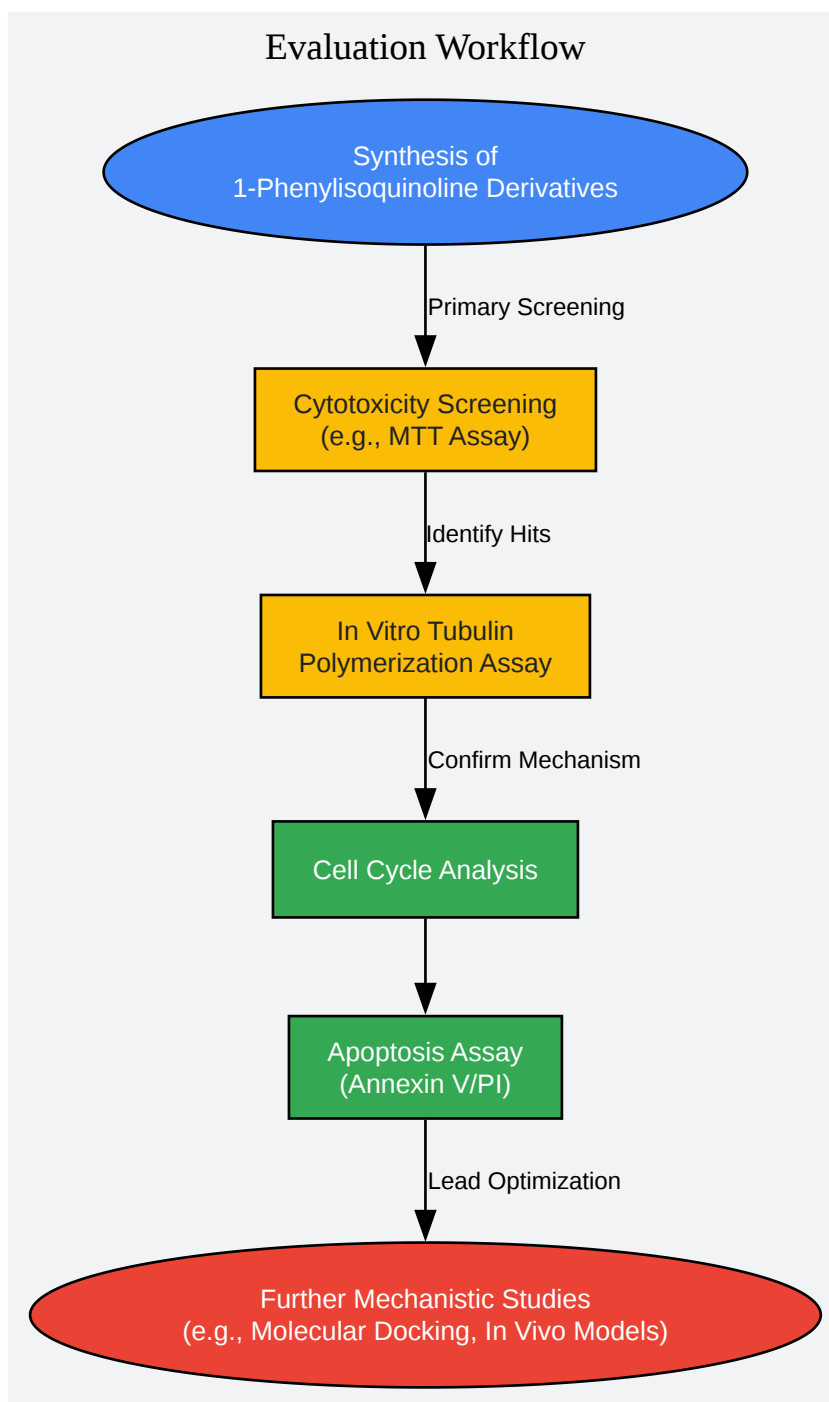 Evaluation Workflow
Synthesis of
1-Phenylisoquinoline Derivatives
Primary Screening
Cytotoxicity Screening
(e.g., MTT Assay)
Identify Hits
In Vitro Tubulin
Polymerization Assay
Confirm Mechanism
Cell Cycle Analysis
Apoptosis Assay
(Annexin V/PI)
Lead Optimization
Further Mechanistic Studies
(e.g., Molecular Docking, In Vivo Models)